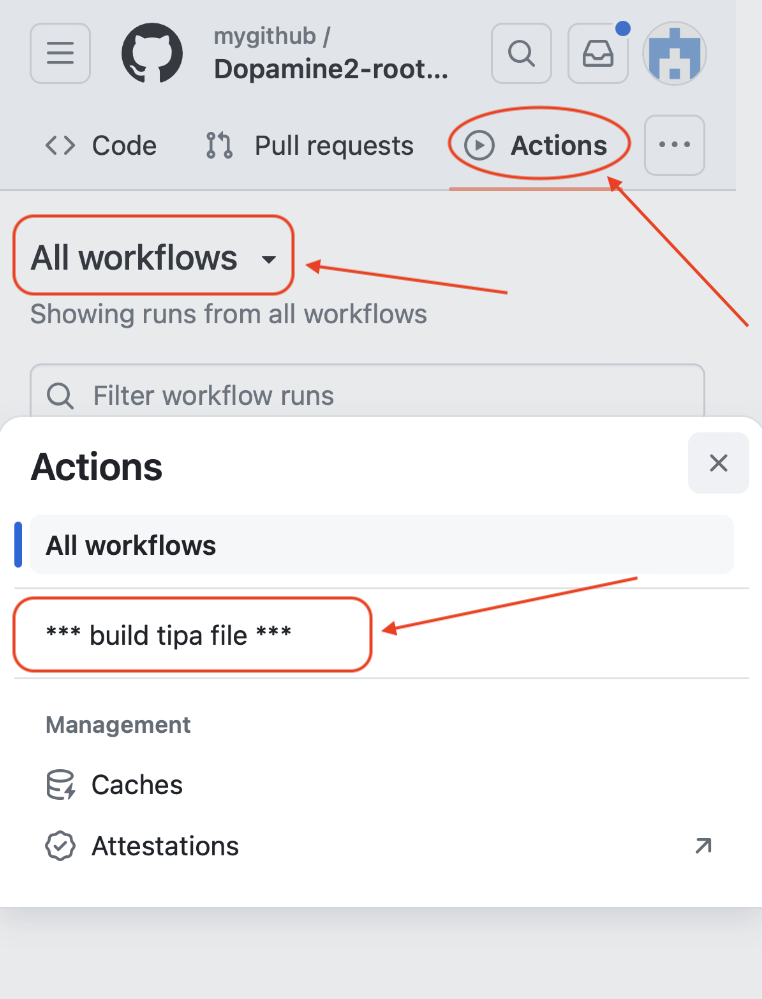 mygithub /
Dopamine2-root...
Code
Pull requests
Actions
All workflows
Showing runs from all workflows
Filter workflow runs
Actions
All workflows
*** build tipa file ***
Management
Caches
Attestations